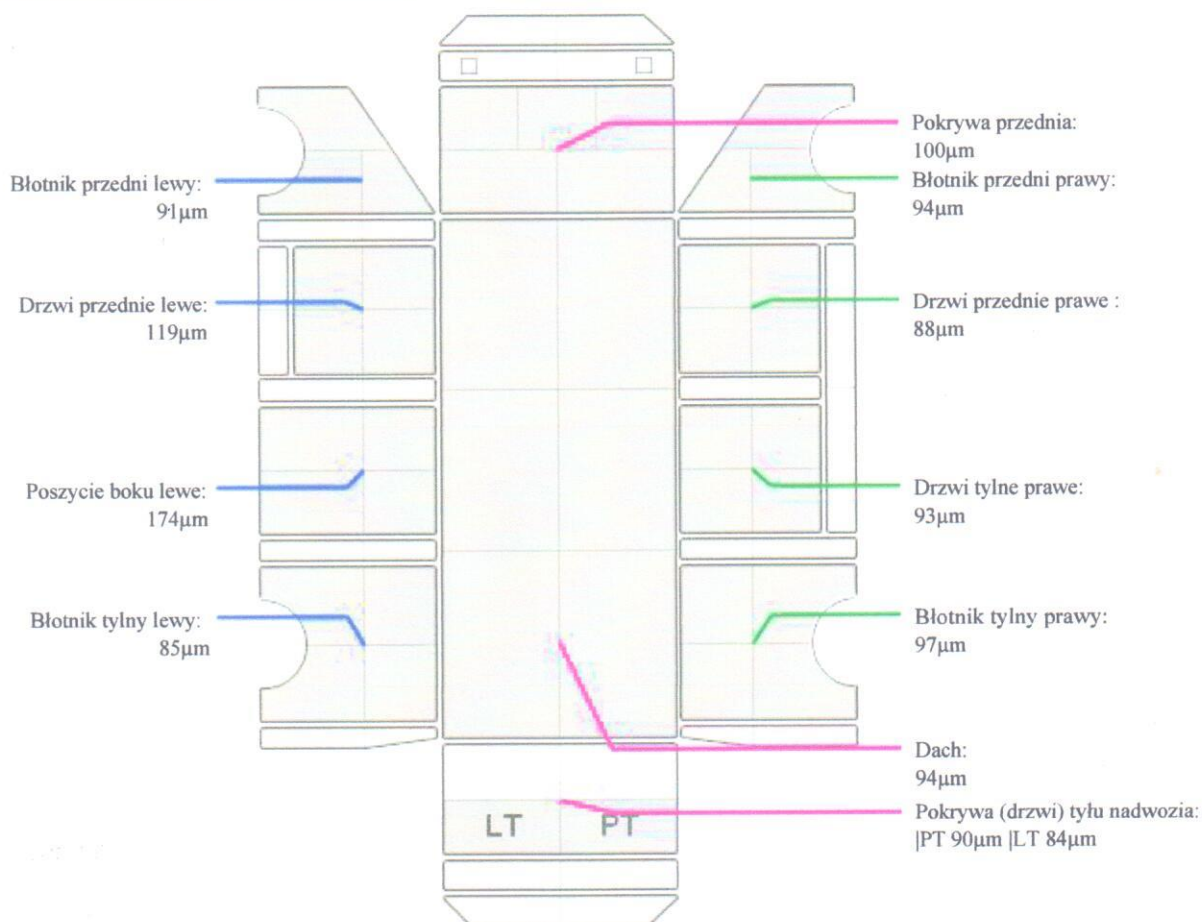 Pokrywa przednia:
100µm
Błotnik przedni lewy:
91µm
Błotnik przedni prawy:
94µm
Drzwi przednie lewe:
119µm
Drzwi przednie prawe :
88µm
Poszycie boku lewe:
174µm
Drzwi tylne prawe:
93µm
Błotnik tylny lewy:
85µm
Błotnik tylny prawy:
97µm
Dach:
94µm
Pokrywa (drzwi) tyłu nadwozia:
|PT 90µm |LT 84µm
LT PT